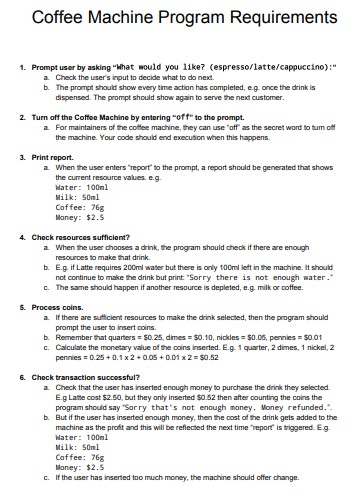 Coffee Machine Program Requirements
1. Prompt user by asking "What would you like? (espresso/latte/cappuccino):"
a. Check the user's input to decide what to do next.
b. The prompt should show every time action has completed, e.g. once the drink is
dispensed. The prompt should show again to serve the next customer.
2. Turn off the Coffee Machine by entering "off" to the prompt.
a. For maintainers of the coffee machine, they can use "off" as the secret word to turn off
the machine. Your code should end execution when this happens.
3. Print report.
a. When the user enters "report" to the prompt, a report should be generated that shows
the current resource values. e.g.
Water: 100ml
Milk: 50ml
Coffee: 76g
Money: $2.5
4. Check resources sufficient?
a. When the user chooses a drink, the program should check if there are enough
resources to make that drink.
b. E.g. if Latte requires 200ml water but there is only 100ml left in the machine. It should
not continue to make the drink but print: "Sorry there is not enough water."
c. The same should happen if another resource is depleted, e.g. milk or coffee.
5. Process coins.
a. If there are sufficient resources to make the drink selected, then the program should
prompt the user to insert coins.
b. Remember that quarters = $0.25, dimes = $0.10, nickles = $0.05, pennies = $0.01
c. Calculate the monetary value of the coins inserted. E.g. 1 quarter, 2 dimes, 1 nickel, 2
pennies = 0.25 + 0.1 x 2 + 0.05 + 0.01 x 2 = $0.52
6. Check transaction successful?
a. Check that the user has inserted enough money to purchase the drink they selected.
E.g Latte cost $2.50, but they only inserted $0.52 then after counting the coins the
program should say "Sorry that's not enough money. Money refunded.".
b. But if the user has inserted enough money, then the cost of the drink gets added to the
machine as the profit and this will be reflected the next time "report" is triggered. E.g.
Water: 100ml
Milk: 50ml
Coffee: 76g
Money: $2.5
c. If the user has inserted too much money, the machine should offer change.